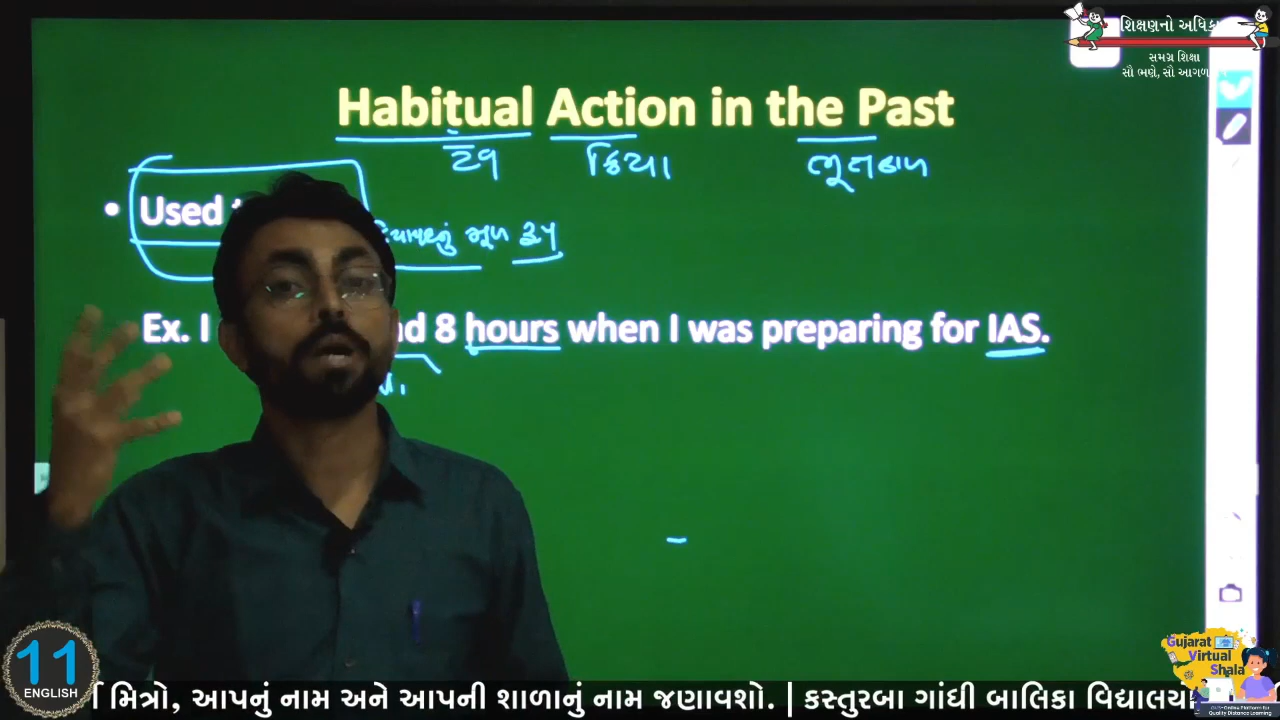 શિક્ષણનો અધિકા
સમગ્ર શિક્ષા
સૌ ભણે, સૌ આગળ
Habitual Action in the Past
ટેવ ક્રિયા ભૂતકાળ
• Used
મૂળ રૂપ
Ex. I 8 hours when I was preparing for IAS.
11
ENGLISH
Gujarat
Virtual
Shala
મિત્રો, આપનું નામ અને આપની શાળાનું નામ જણાવશો. | કસ્તુરબા ગાંધી બાલિકા વિદ્યાલય